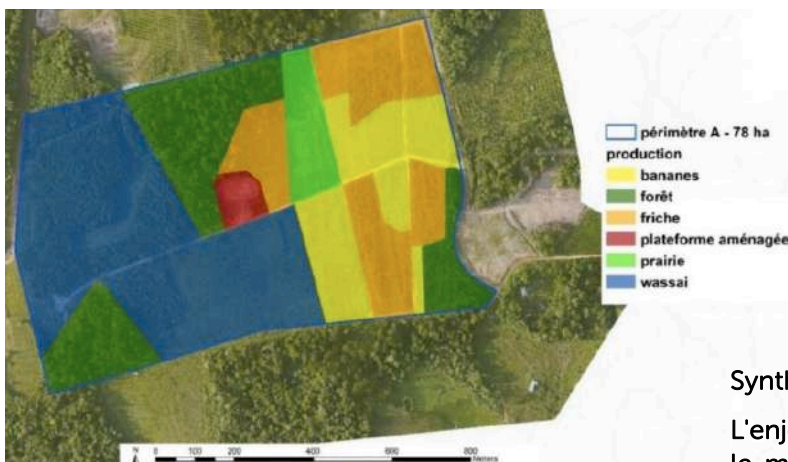 périmètre A - 78 ha
production
bananes
forêt
friche
plateforme aménagée
prairie
wassai
N 0 100 200 400 600 800
Synt
L'enj